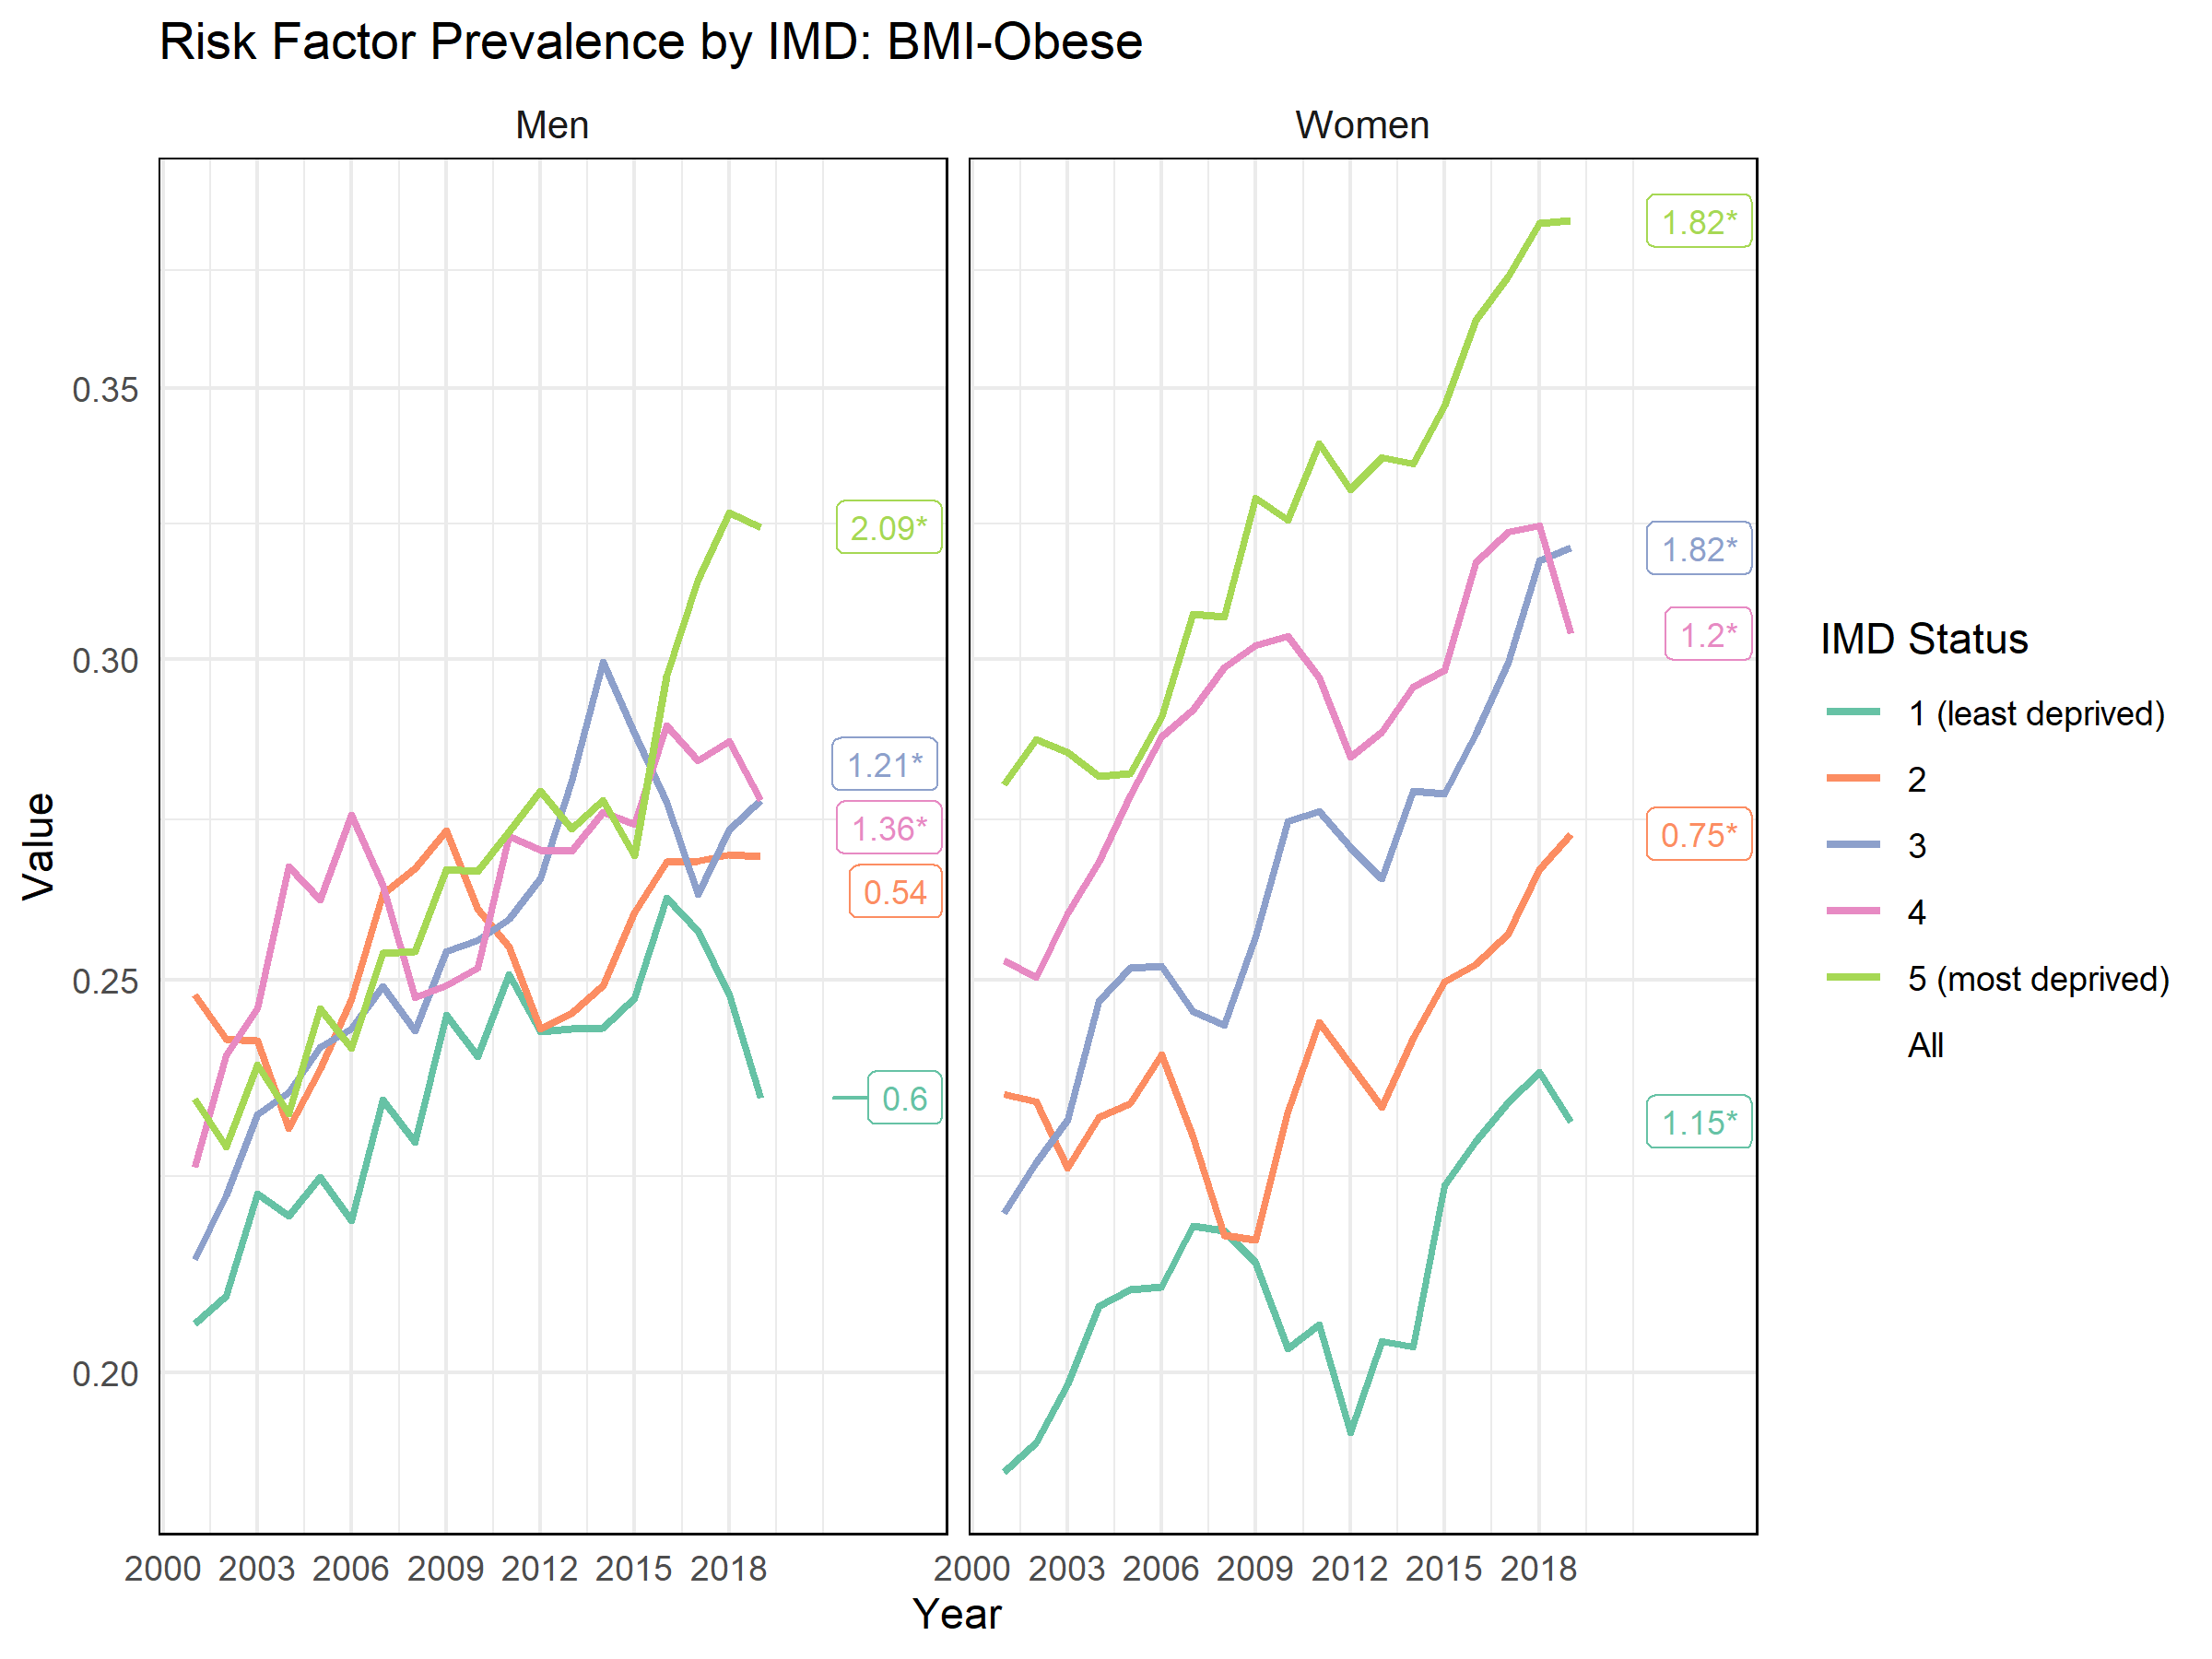 Risk Factor Prevalence by IMD: BMI-Obese
Men
Women
Value
0.35
0.30
0.25
0.20
2.09*
1.21*
1.36*
0.54
0.6
1.82*
1.82*
1.2*
0.75*
1.15*
2000 2003 2006 2009 2012 2015 2018
2000 2003 2006 2009 2012 2015 2018
Year
IMD Status
1 (least deprived)
2
3
4
5 (most deprived)
All